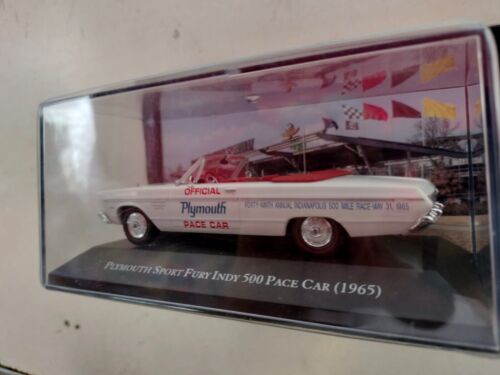 OFFICIAL
Plymouth
PACE CAR
FORTY-NINTH ANNUAL INDIANAPOLIS 500 MILE RACE-MAY 31, 1965
PLYMOUTH SPORT FURY INDY 500 PACE CAR (1965)